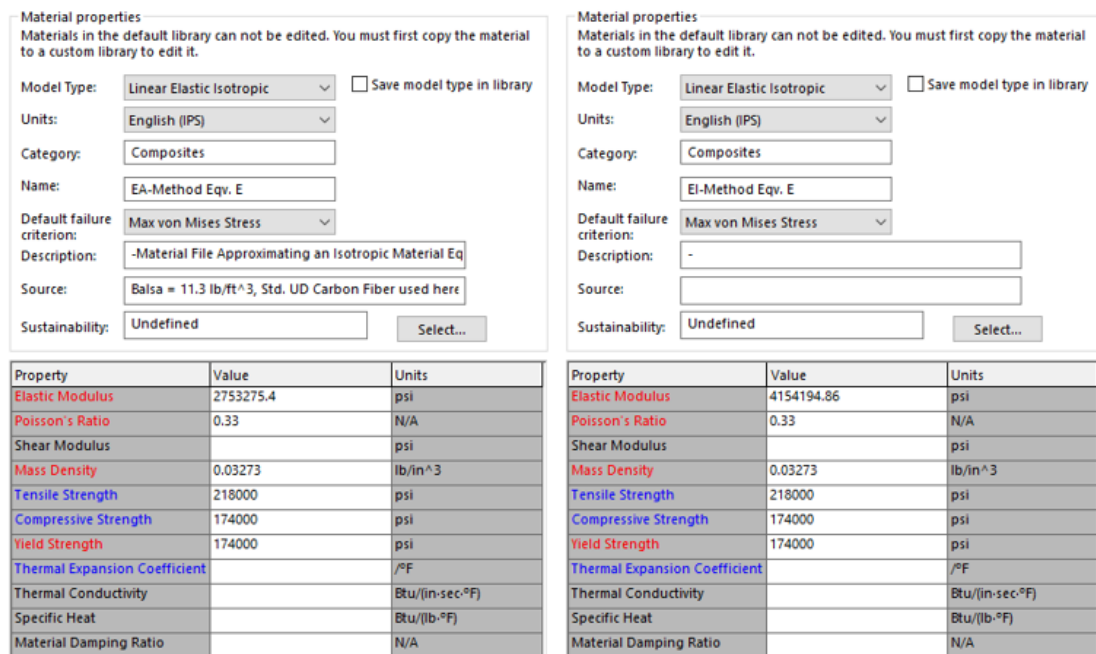 Material properties
Materials in the default library can not be edited. You must first copy the material
to a custom library to edit it.
Model Type: Linear Elastic Isotropic Save model type in library
Units: English (IPS)
Category: Composites
Name: EA-Method Eqv. E
Default failure criterion: Max von Mises Stress
Description: -Material File Approximating an Isotropic Material Eq
Source: Balsa = 11.3 lb/ft^3, Std. UD Carbon Fiber used here
Sustainability: Undefined Select...
Property Value Units
Elastic Modulus 2753275.4 psi
Poisson's Ratio 0.33 N/A
Shear Modulus psi
Mass Density 0.03273 lb/in^3
Tensile Strength 218000 psi
Compressive Strength 174000 psi
Yield Strength 174000 psi
Thermal Expansion Coefficient /°F
Thermal Conductivity Btu/(in·sec·°F)
Specific Heat Btu/(lb·°F)
Material Damping Ratio N/A
Material properties
Materials in the default library can not be edited. You must first copy the material
to a custom library to edit it.
Model Type: Linear Elastic Isotropic Save model type in library
Units: English (IPS)
Category: Composites
Name: EI-Method Eqv. E
Default failure criterion: Max von Mises Stress
Description: -
Source:
Sustainability: Undefined Select...
Property Value Units
Elastic Modulus 4154194.86 psi
Poisson's Ratio 0.33 N/A
Shear Modulus psi
Mass Density 0.03273 lb/in^3
Tensile Strength 218000 psi
Compressive Strength 174000 psi
Yield Strength 174000 psi
Thermal Expansion Coefficient /°F
Thermal Conductivity Btu/(in·sec·°F)
Specific Heat Btu/(lb·°F)
Material Damping Ratio N/A